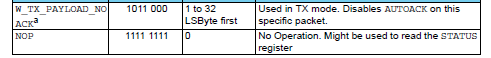 W_TX_PAYLOAD_NO 1011 000 1 to 32 Used in TX mode. Disables AUTOACK on this
ACKa LSByte first specific packet.
NOP 1111 1111 0 No Operation. Might be used to read the STATUS
register